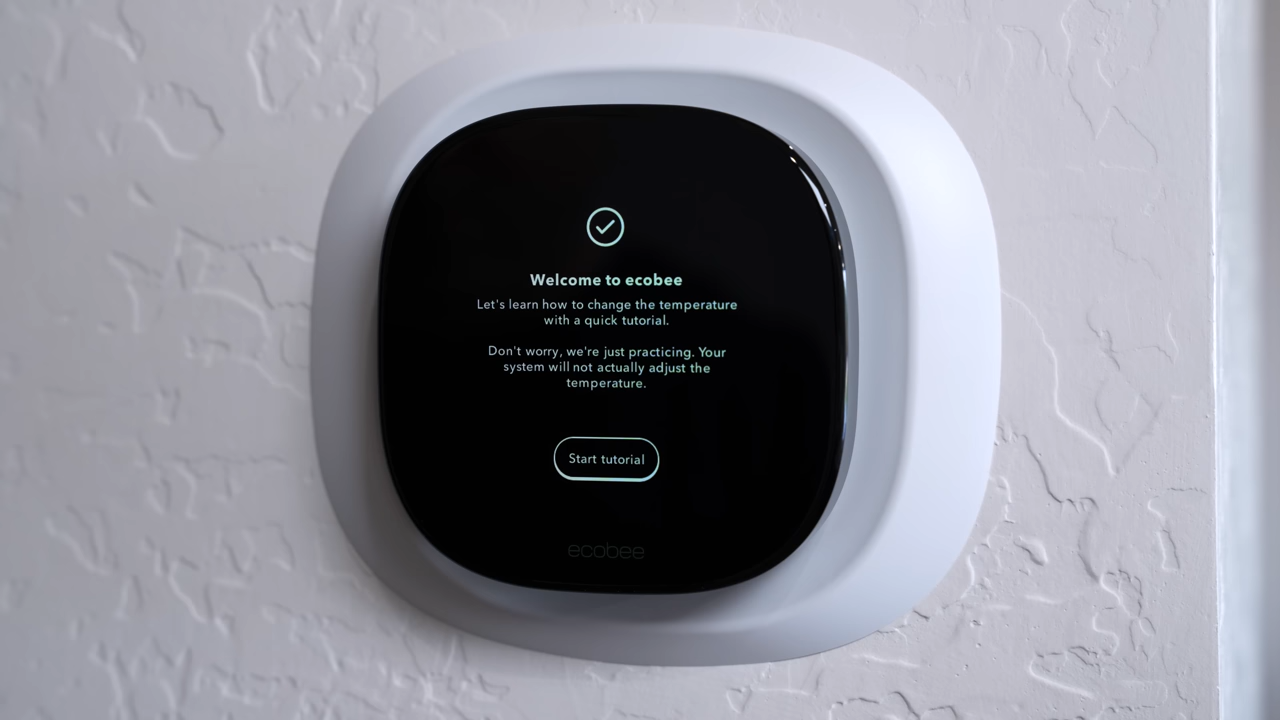 Welcome to ecobee
Let's learn how to change the temperature
with a quick tutorial.
Don't worry, we're just practicing. Your
system will not actually adjust the
temperature.
Start tutorial
ecobee